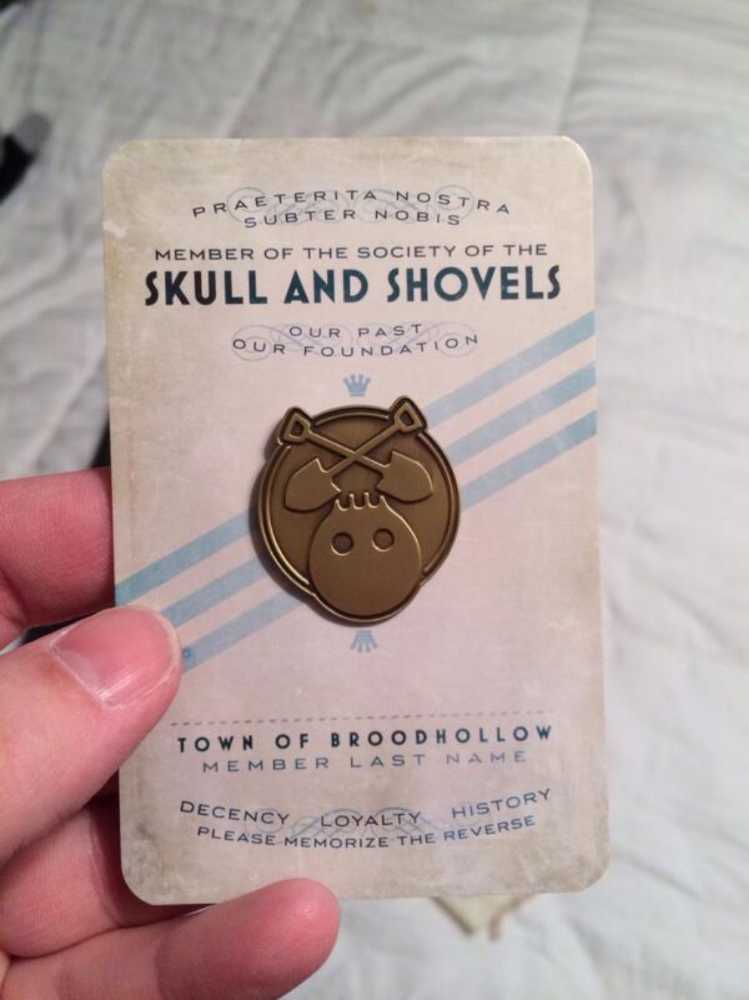 PRAETERITA NOSTRA
SUBTER NOBIS
MEMBER OF THE SOCIETY OF THE
SKULL AND SHOVELS
OUR PAST
OUR FOUNDATION
TOWN OF BROODHOLLOW
MEMBER LAST NAME
DECENCY LOYALTY HISTORY
PLEASE MEMORIZE THE REVERSE